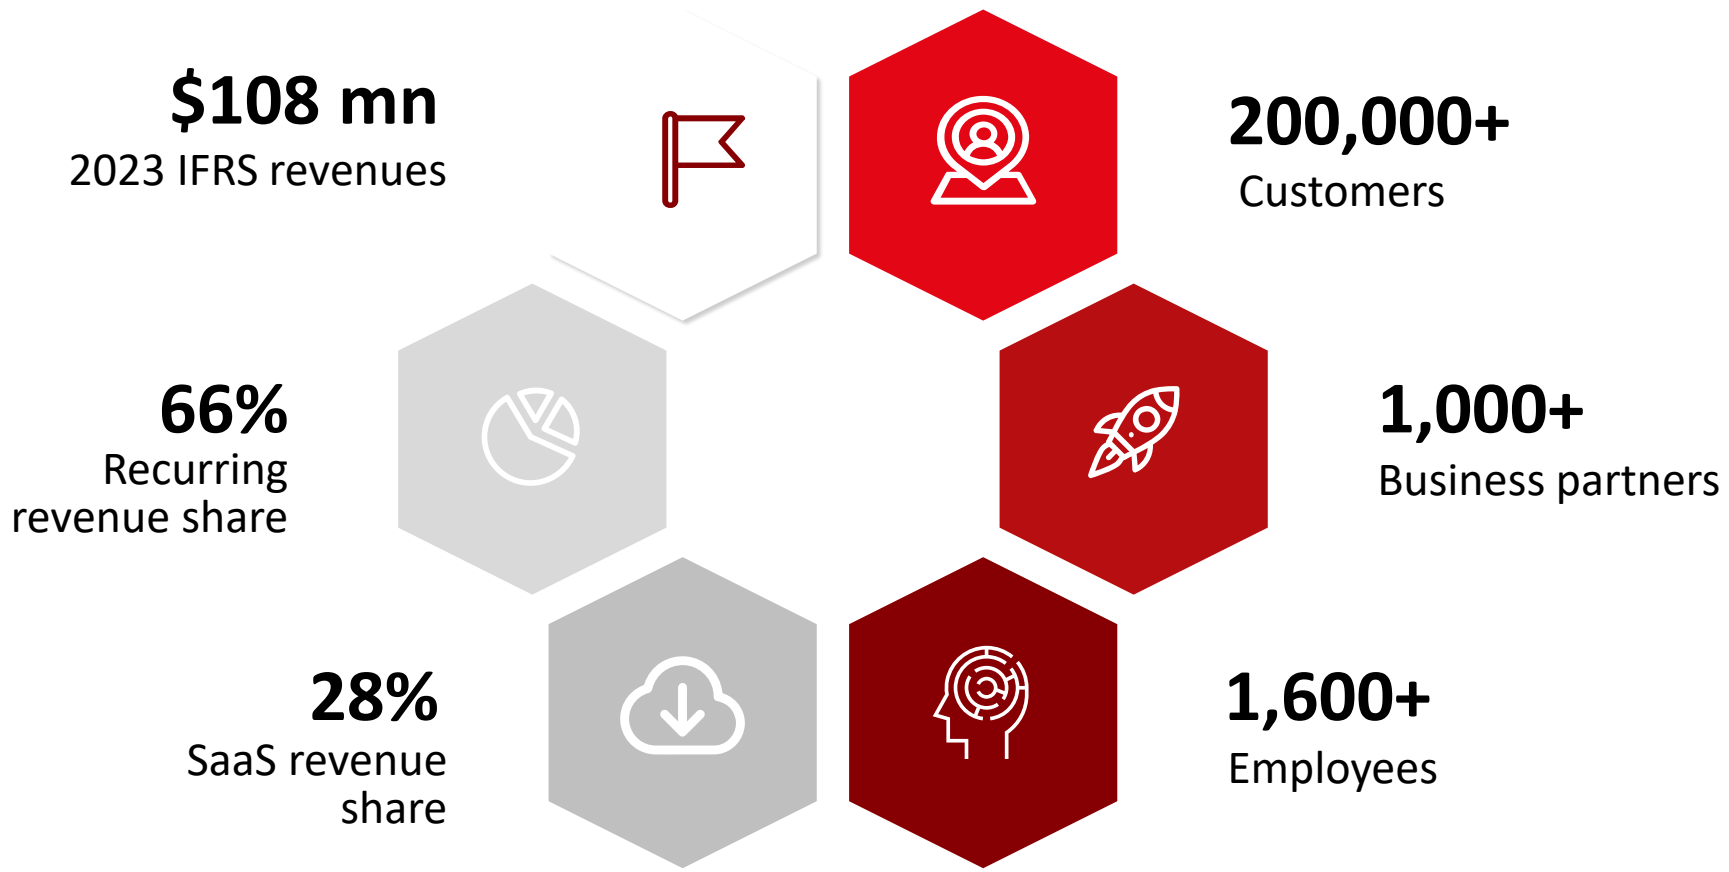 $108 mn
2023 IFRS revenues
200,000+
Customers
66%
Recurring
revenue share
1,000+
Business partners
28%
SaaS revenue
share
1,600+
Employees